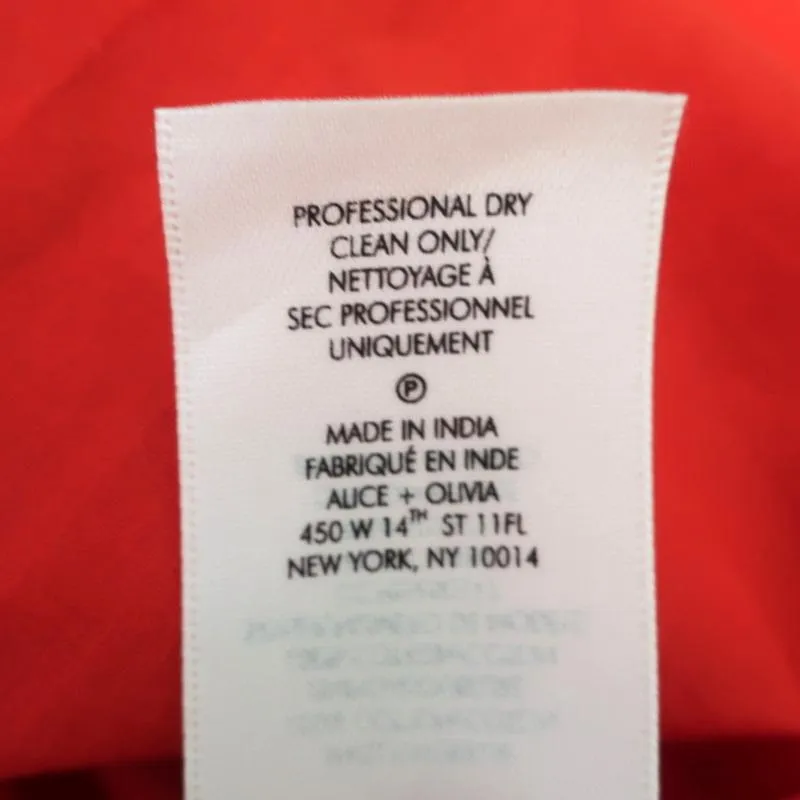 PROFESSIONAL DRY
CLEAN ONLY/
NETTOYAGE À
SEC PROFESSIONNEL
UNIQUEMENT
Ⓟ
MADE IN INDIA
FABRIQUÉ EN INDE
ALICE + OLIVIA
450 W 14TH ST 11FL
NEW YORK, NY 10014